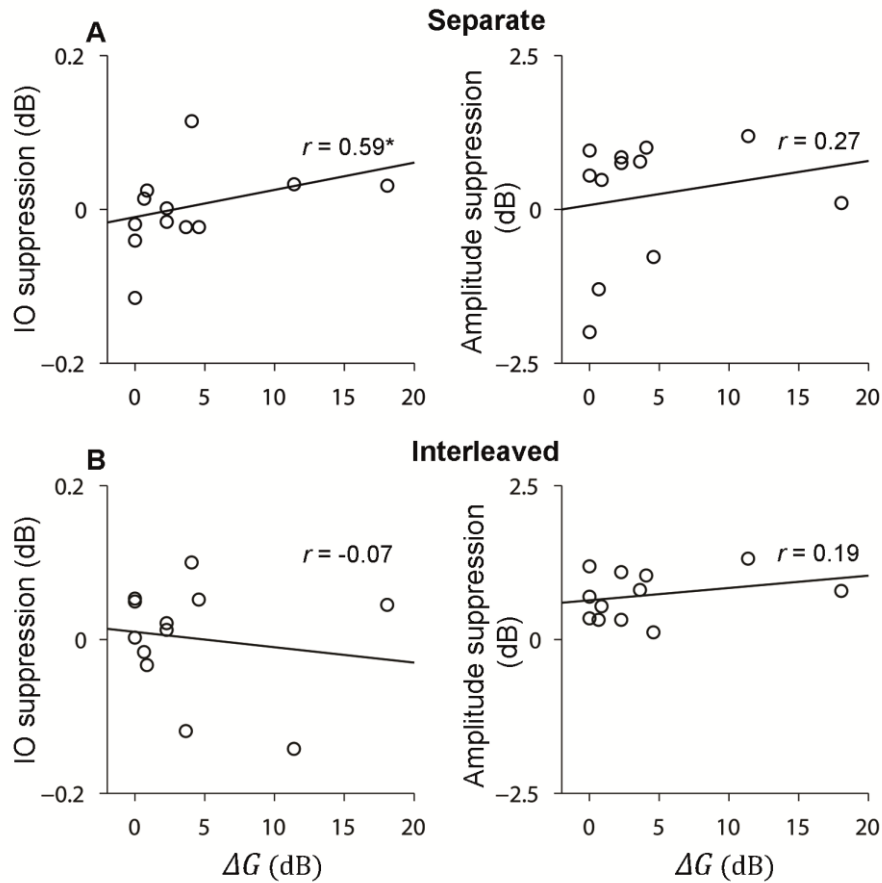 A
Separate
0.2
0
−0.2
IO suppression (dB)
r = 0.59*
0 5 10 15 20
2.5
0
−2.5
Amplitude suppression
(dB)
r = 0.27
0 5 10 15 20
B
Interleaved
0.2
0
−0.2
IO suppression (dB)
r = -0.07
0 5 10 15 20
ΔG (dB)
2.5
0
−2.5
Amplitude suppression
(dB)
r = 0.19
0 5 10 15 20
ΔG (dB)